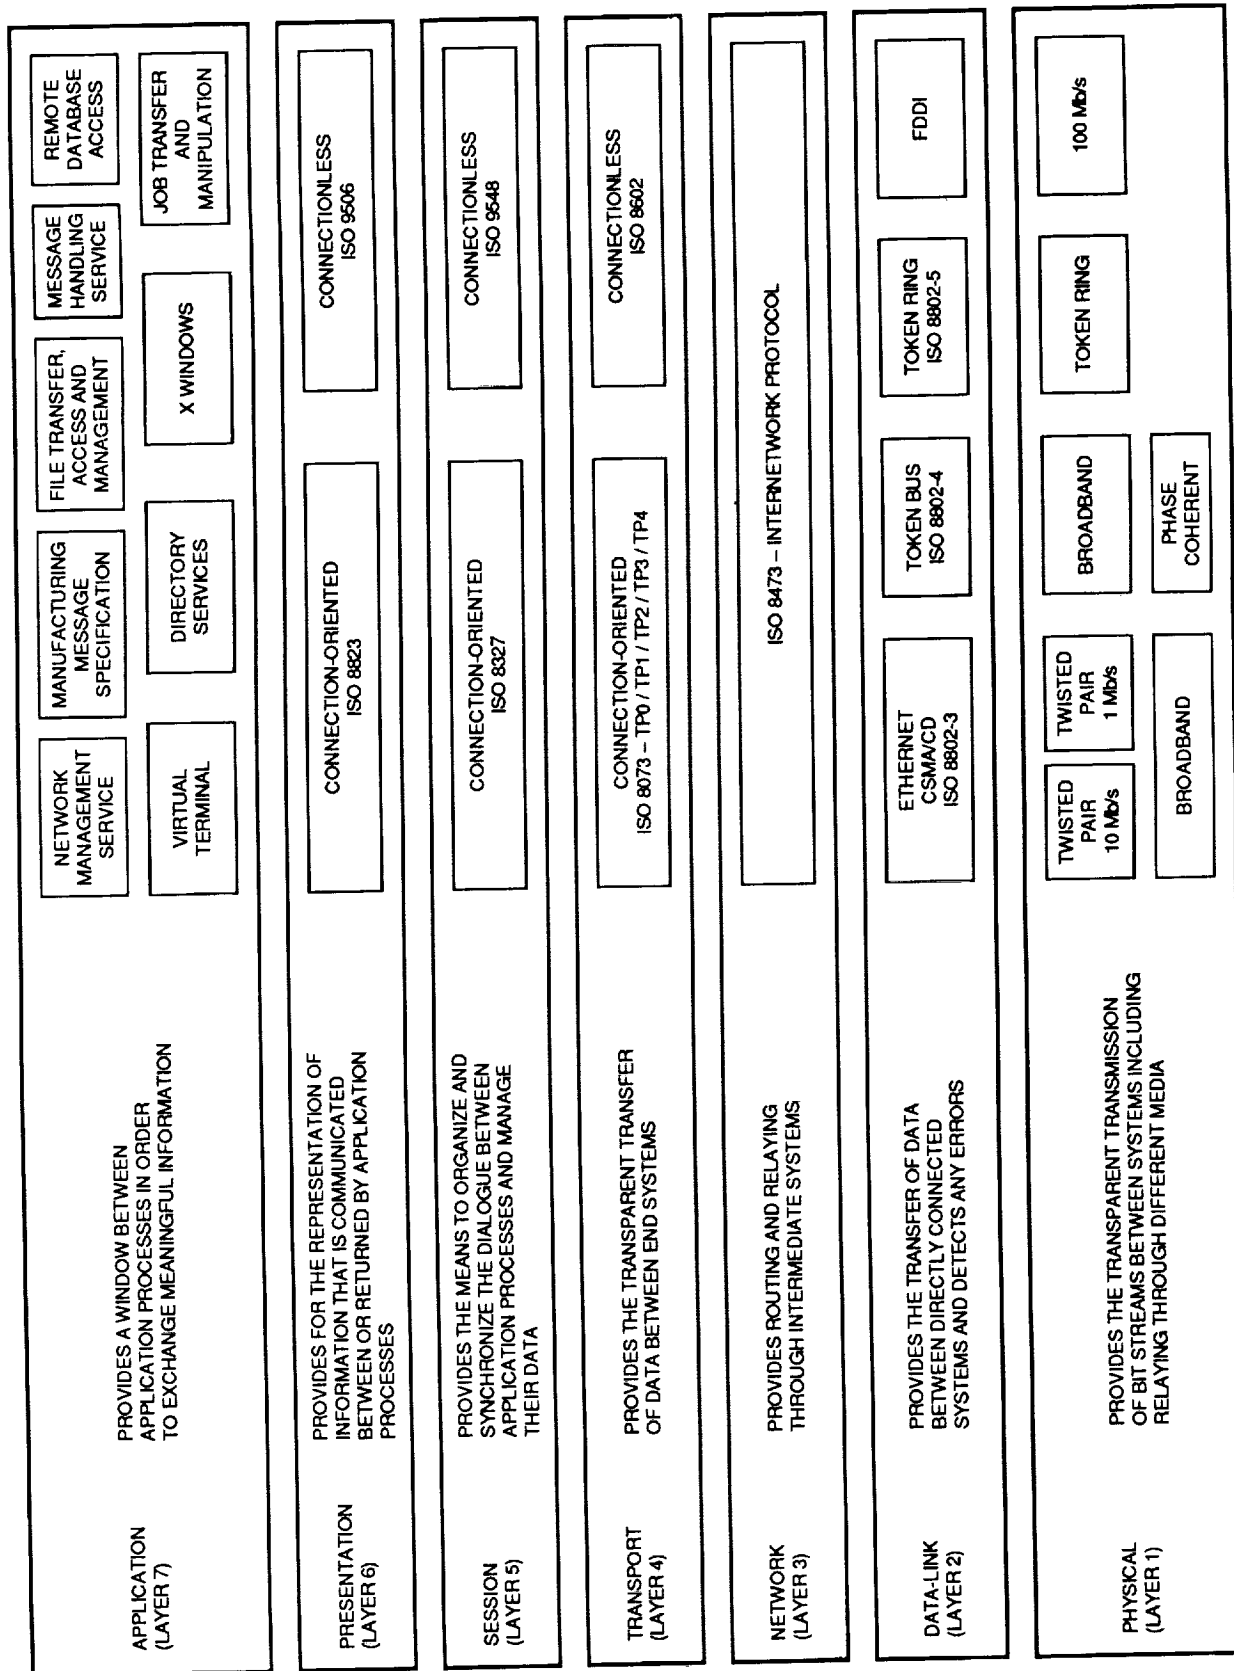 APPLICATION
(LAYER 7)
PROVIDES A WINDOW BETWEEN
APPLICATION PROCESSES IN ORDER
TO EXCHANGE MEANINGFUL INFORMATION
NETWORK
MANAGEMENT
SERVICE
MANUFACTURING
MESSAGE
SPECIFICATION
FILE TRANSFER,
ACCESS AND
MANAGEMENT
MESSAGE
HANDLING
SERVICE
REMOTE
DATABASE
ACCESS
VIRTUAL
TERMINAL
DIRECTORY
SERVICES
X WINDOWS
JOB TRANSFER
AND
MANIPULATION
PRESENTATION
(LAYER 6)
PROVIDES FOR THE REPRESENTATION OF
INFORMATION THAT IS COMMUNICATED
BETWEEN OR RETURNED BY APPLICATION
PROCESSES
CONNECTION-ORIENTED
ISO 8823
CONNECTIONLESS
ISO 9506
SESSION
(LAYER 5)
PROVIDES THE MEANS TO ORGANIZE AND
SYNCHRONIZE THE DIALOGUE BETWEEN
APPLICATION PROCESSES AND MANAGE
THEIR DATA
CONNECTION-ORIENTED
ISO 8327
CONNECTIONLESS
ISO 9548
TRANSPORT
(LAYER 4)
PROVIDES THE TRANSPARENT TRANSFER
OF DATA BETWEEN END SYSTEMS
CONNECTION-ORIENTED
ISO 8073 – TP0 / TP1 / TP2 / TP3 / TP4
CONNECTIONLESS
ISO 8602
NETWORK
(LAYER 3)
PROVIDES ROUTING AND RELAYING
THROUGH INTERMEDIATE SYSTEMS
ISO 8473 – INTERNETWORK PROTOCOL
DATA-LINK
(LAYER 2)
PROVIDES THE TRANSFER OF DATA
BETWEEN DIRECTLY CONNECTED
SYSTEMS AND DETECTS ANY ERRORS
ETHERNET
CSMA/CD
ISO 8802-3
TOKEN BUS
ISO 8802-4
TOKEN RING
ISO 8802-5
FDDI
PHYSICAL
(LAYER 1)
PROVIDES THE TRANSPARENT TRANSMISSION
OF BIT STREAMS BETWEEN SYSTEMS INCLUDING
RELAYING THROUGH DIFFERENT MEDIA
TWISTED
PAIR
10 Mb/s
TWISTED
PAIR
1 Mb/s
BROADBAND
TOKEN RING
100 Mb/s
BROADBAND
PHASE
COHERENT